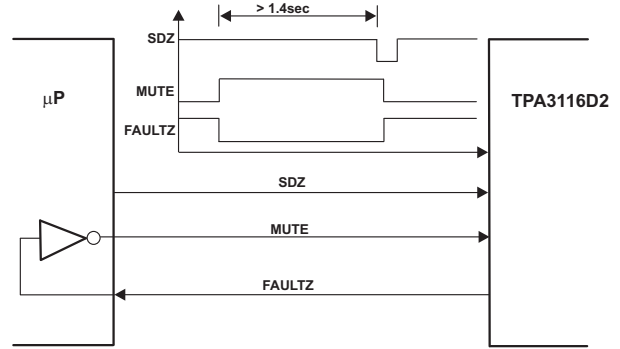 > 1.4sec
SDZ
MUTE
FAULTZ
μP
TPA3116D2
SDZ
MUTE
FAULTZ